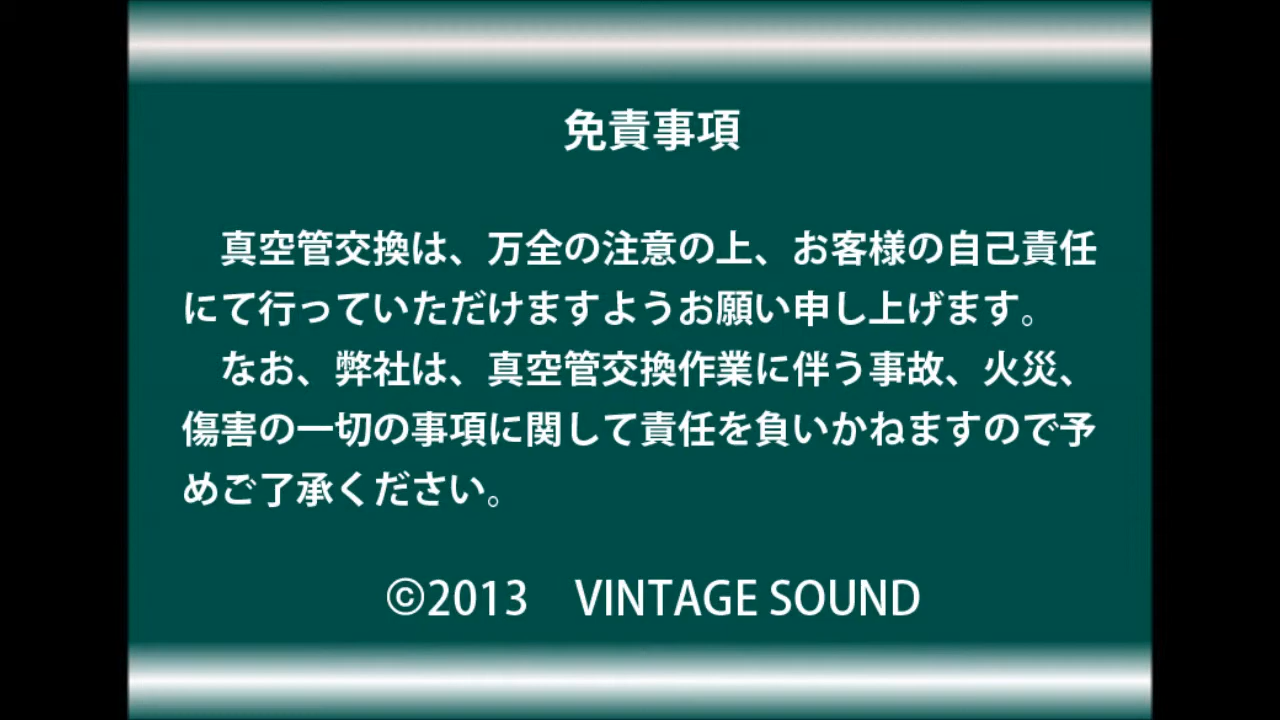 免責事項
真空管交換は、万全の注意の上、お客様の自己責任
にて行っていただけますようお願い申し上げます。
なお、弊社は、真空管交換作業に伴う事故、火災、
傷害の一切の事項に関して責任を負いかねますので予
めご了承ください。
©2013　VINTAGE SOUND